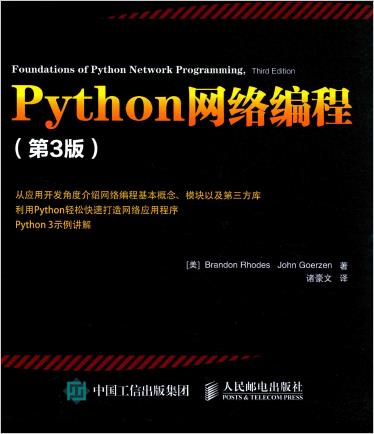 Foundations of Python Network Programming, Third Edition
Python网络编程
（第3版）
从应用开发角度介绍网络编程基本概念、模块以及第三方库
利用Python轻松快速打造网络应用程序
Python 3示例讲解
[美] Brandon Rhodes John Goerzen 著
诸豪文 译
中国工信出版集团
人民邮电出版社
POSTS & TELECOM PRESS